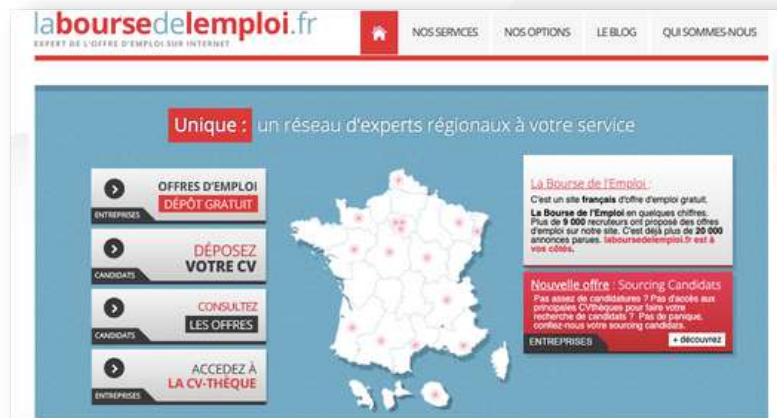 laboursedelemploi.fr
EXPERT DE L'OFFRE D'EMPLOI SUR INTERNET
NOS SERVICES
NOS OPTIONS
LE BLOG
QUI SOMMES-NOUS
Unique : un réseau d'experts régionaux à votre service
OFFRES D'EMPLOI
DÉPÔT GRATUIT
ENTREPRISES
DÉPOSEZ
VOTRE CV
CANDIDATS
CONSULTEZ
LES OFFRES
CANDIDATS
ACCEDEZ À
LA CV-THÈQUE
ENTREPRISES
La Bourse de l'Emploi :
C'est un site français d'offre d'emploi gratuit.
La Bourse de l'Emploi en quelques chiffres.
Plus de 9 000 recruteurs ont proposé des offres
d'emploi sur notre site. C'est déjà plus de 20 000
annonces parues. laboursedelemploi.fr est à
vos côtés.
Nouvelle offre : Sourcing Candidats
Pas assez de candidatures ? Pas d'accès aux
principales CVthèques pour faire votre
recherche de candidats ? Pas de panique,
confiez-nous votre sourcing candidats.
ENTREPRISES
+ découvrez